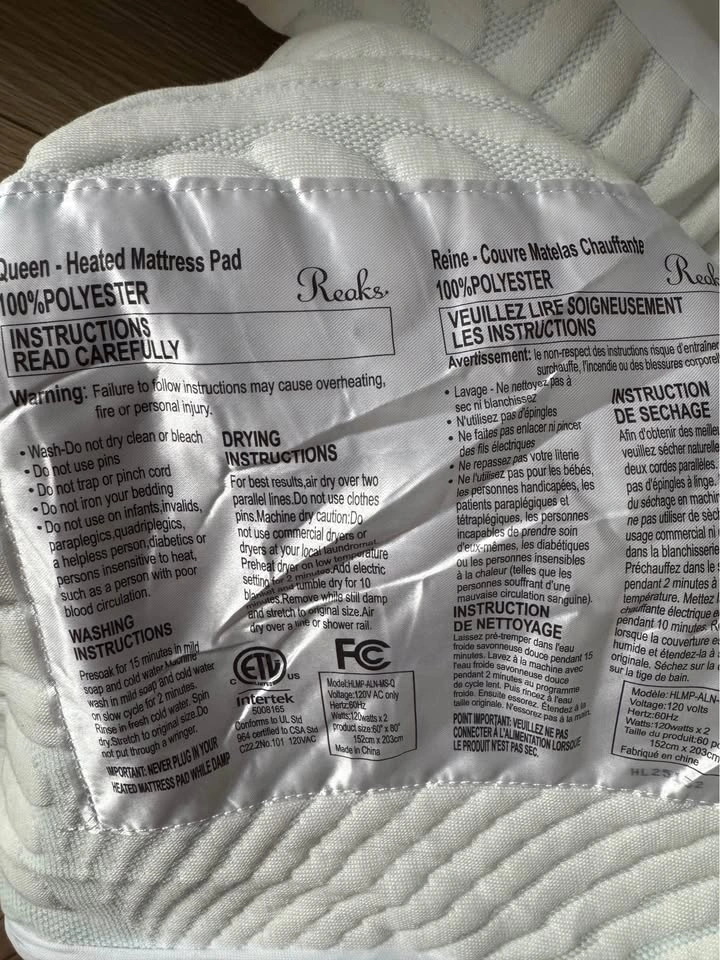 Queen - Heated Mattress Pad
100%POLYESTER
Reaks.
INSTRUCTIONS
READ CAREFULLY
Warning: Failure to follow instructions may cause overheating,
fire or personal injury.
• Wash-Do not dry clean or bleach
• Do not use pins
• Do not trap or pinch cord
• Do not iron your bedding
• Do not use on infants,invalids,
paraplegics,quadriplegics,
a helpless person,diabetics or
persons insensitive to heat,
such as a person with poor
blood circulation.
WASHING
INSTRUCTIONS
Presoak for 15 minutes in mild
soap and cold water Machine
wash in mild soap and cold water
on slow cycle for 2 minutes.
Rinse in fresh cold water. Spin
dry.Stretch to original size.Do
not put through a wringer.
IMPORTANT: NEVER PLUG IN YOUR
HEATED MATTRESS PAD WHILE DAMP
DRYING
INSTRUCTIONS
For best results,air dry over two
parallel lines.Do not use clothes
pins.Machine dry caution:Do
not use commercial dryers or
dryers at your local laundromat.
Preheat dryer on low temperature
setting for 2 minutes.Add electric
blanket and tumble dry for 10
minutes.Remove while still damp
and stretch to original size.Air
dry over a line or shower rail.
C ETL US
Intertek
5008165
Conforms to UL Std
964 certified to CSA Std
C22.2No.101 120VAC
FC
Model:HLMP-ALN-MS-Q
Voltage:120V AC only
Hertz:60Hz
Watts:120watts x 2
product size:60" x 80"
152cm x 203cm
Made in China
Reine - Couvre Matelas Chauffante
100%POLYESTER
Reak
VEUILLEZ LIRE SOIGNEUSEMENT
LES INSTRUCTIONS
Avertissement: le non-respect des instructions risque d'entraîner
surchauffe, l'incendie ou des blessures corporel
• Lavage - Ne nettoyez pas à
sec ni blanchissez
• N'utilisez pas d'épingles
• Ne faites pas enlacer ni pincer
des fils électriques
• Ne repassez pas votre literie
• Ne l'utilisez pas pour les bébés,
les personnes handicapées, les
patients paraplégiques et
tétraplégiques, les personnes
incapables de prendre soin
d'eux-mêmes, les diabétiques
ou les personnes insensibles
à la chaleur (telles que les
personnes souffrant d'une
mauvaise circulation sanguine).
INSTRUCTION
DE NETTOYAGE
Laissez pré-tremper dans l'eau
froide savonneuse douce pendant 15
minutes. Lavez à la machine avec
l'eau froide savonneuse douce
pendant 2 minutes au programme
de cycle lent. Puis rincez à l'eau
froide. Ensuite essorez. Étendez à la
taille originale. N'essorez pas à la main.
POINT IMPORTANT: VEUILLEZ NE PAS
CONNECTER À L'ALIMENTATION LORSQUE
LE PRODUIT N'EST PAS SEC.
INSTRUCTION
DE SECHAGE
Afin d'obtenir des meille
veuillez sécher naturelle
deux cordes parallèles.
pas d'épingles à linge.
du séchage en machin
ne pas utiliser de séch
usage commercial ni
dans la blanchisserie
Préchauffez dans le s
pendant 2 minutes à
température. Mettez l
chauffante électrique e
pendant 10 minutes. R
lorsque la couverture e
humide et étendez-la à
originale. Séchez sur la
sur la tige de bain.
Modèle: HLMP-ALN-
Voltage:120 volts
Hertz:60Hz
Watts:120watts x 2
Taille du produit:60 p
152cm x 203cm
Fabriqué en chine